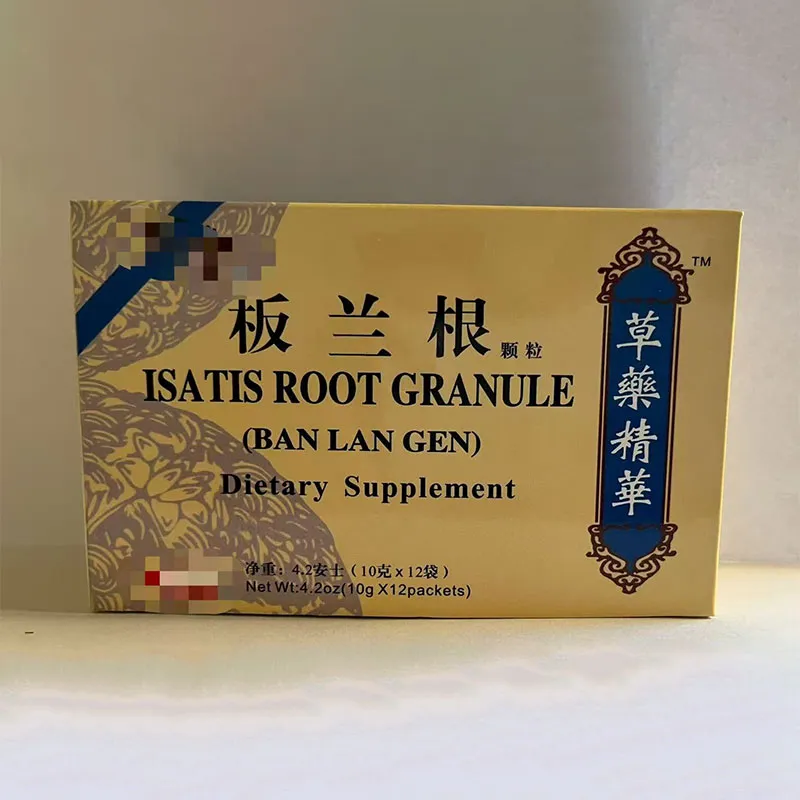 板兰根 颗粒
ISATIS ROOT GRANULE
(BAN LAN GEN)
Dietary Supplement
净重: 4.2安士 (10克 x 12袋)
Net Wt:4.2oz(10g X12packets)
草藥精華
TM